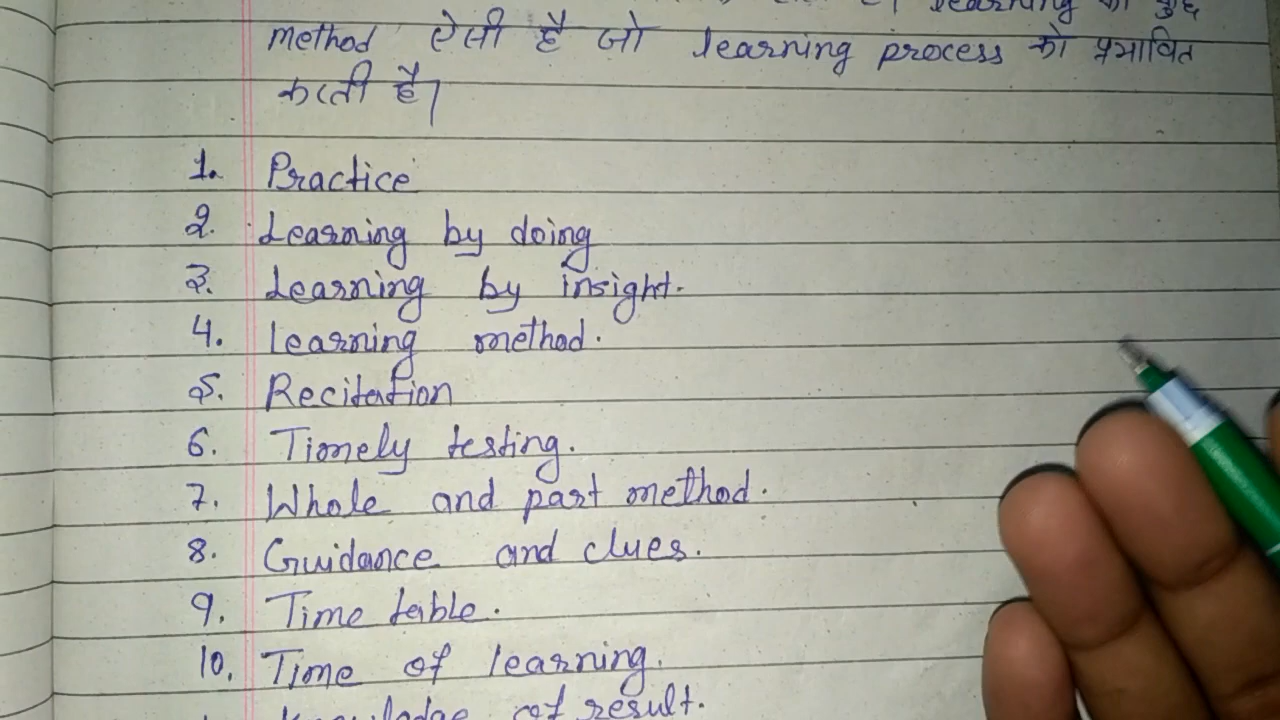 learning की कुछ
method ऐसी है जो learning process को प्रभावित
करती है।
1. Practice
2. Learning by doing
3. Learning by insight.
4. Learning method.
5. Recitation
6. Timely testing.
7. Whole and part method.
8. Guidance and clues.
9. Time table.
10. Time of learning.
Knowledge of result.